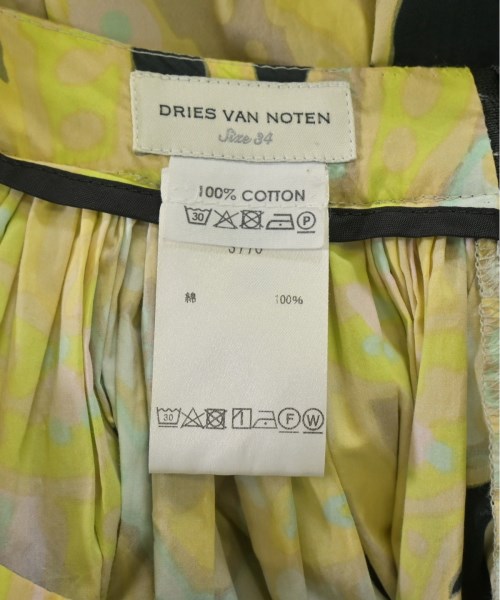 DRIES VAN NOTEN
Size 34
100% COTTON
30 P
綿 100%
30 F W